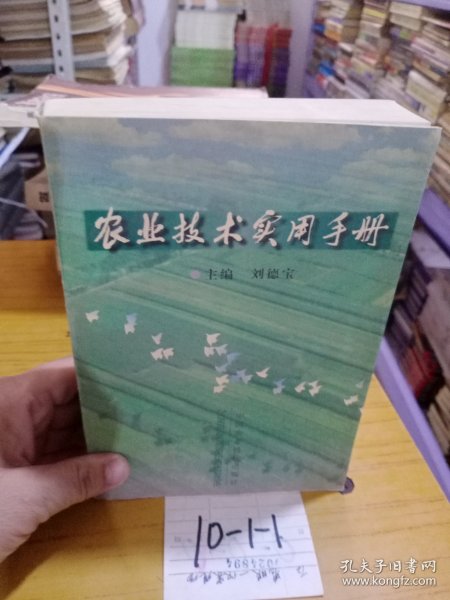 农业技术实用手册
主编 刘德宝
10-1-1
孔夫子旧书网
www.kongfz.com